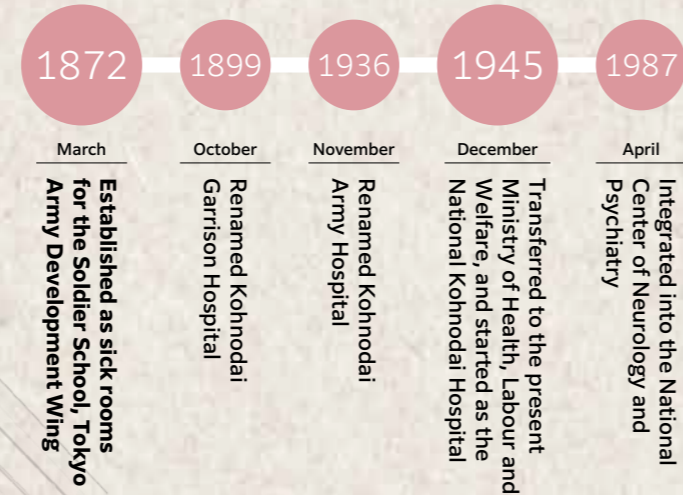 1872
March
Established as sick rooms
for the Soldier School, Tokyo
Army Development Wing
1899
October
Renamed Kohnodai
Garrison Hospital
1936
November
Renamed Kohnodai
Army Hospital
1945
December
Transferred to the present
Ministry of Health, Labour and
Welfare, and started as the
National Kohnodai Hospital
1987
April
Integrated into the National
Center of Neurology and
Psychiatry